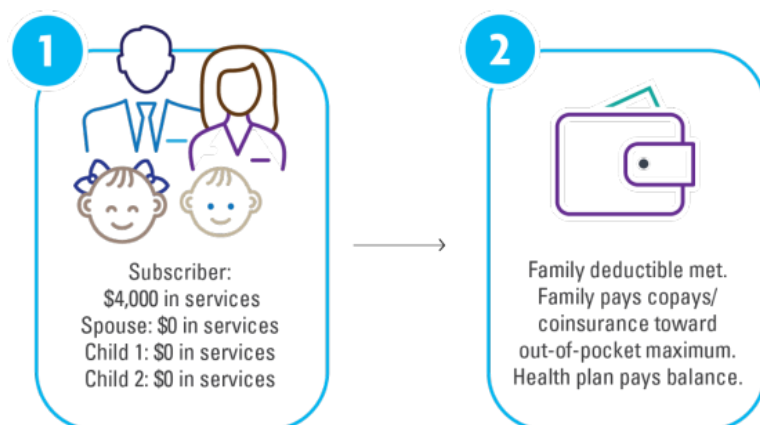 1
Subscriber:
$4,000 in services
Spouse: $0 in services
Child 1: $0 in services
Child 2: $0 in services
2
Family deductible met.
Family pays copays/
coinsurance toward
out-of-pocket maximum.
Health plan pays balance.